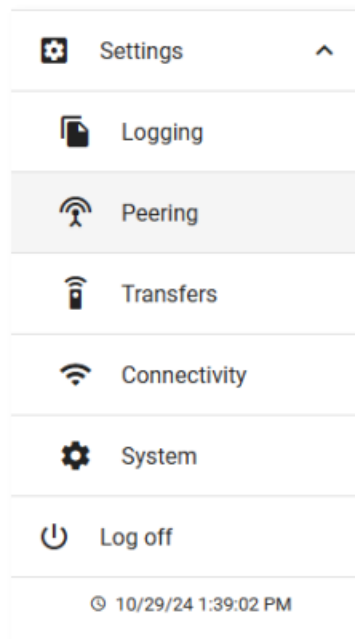 Settings
Logging
Peering
Transfers
Connectivity
System
Log off
10/29/24 1:39:02 PM